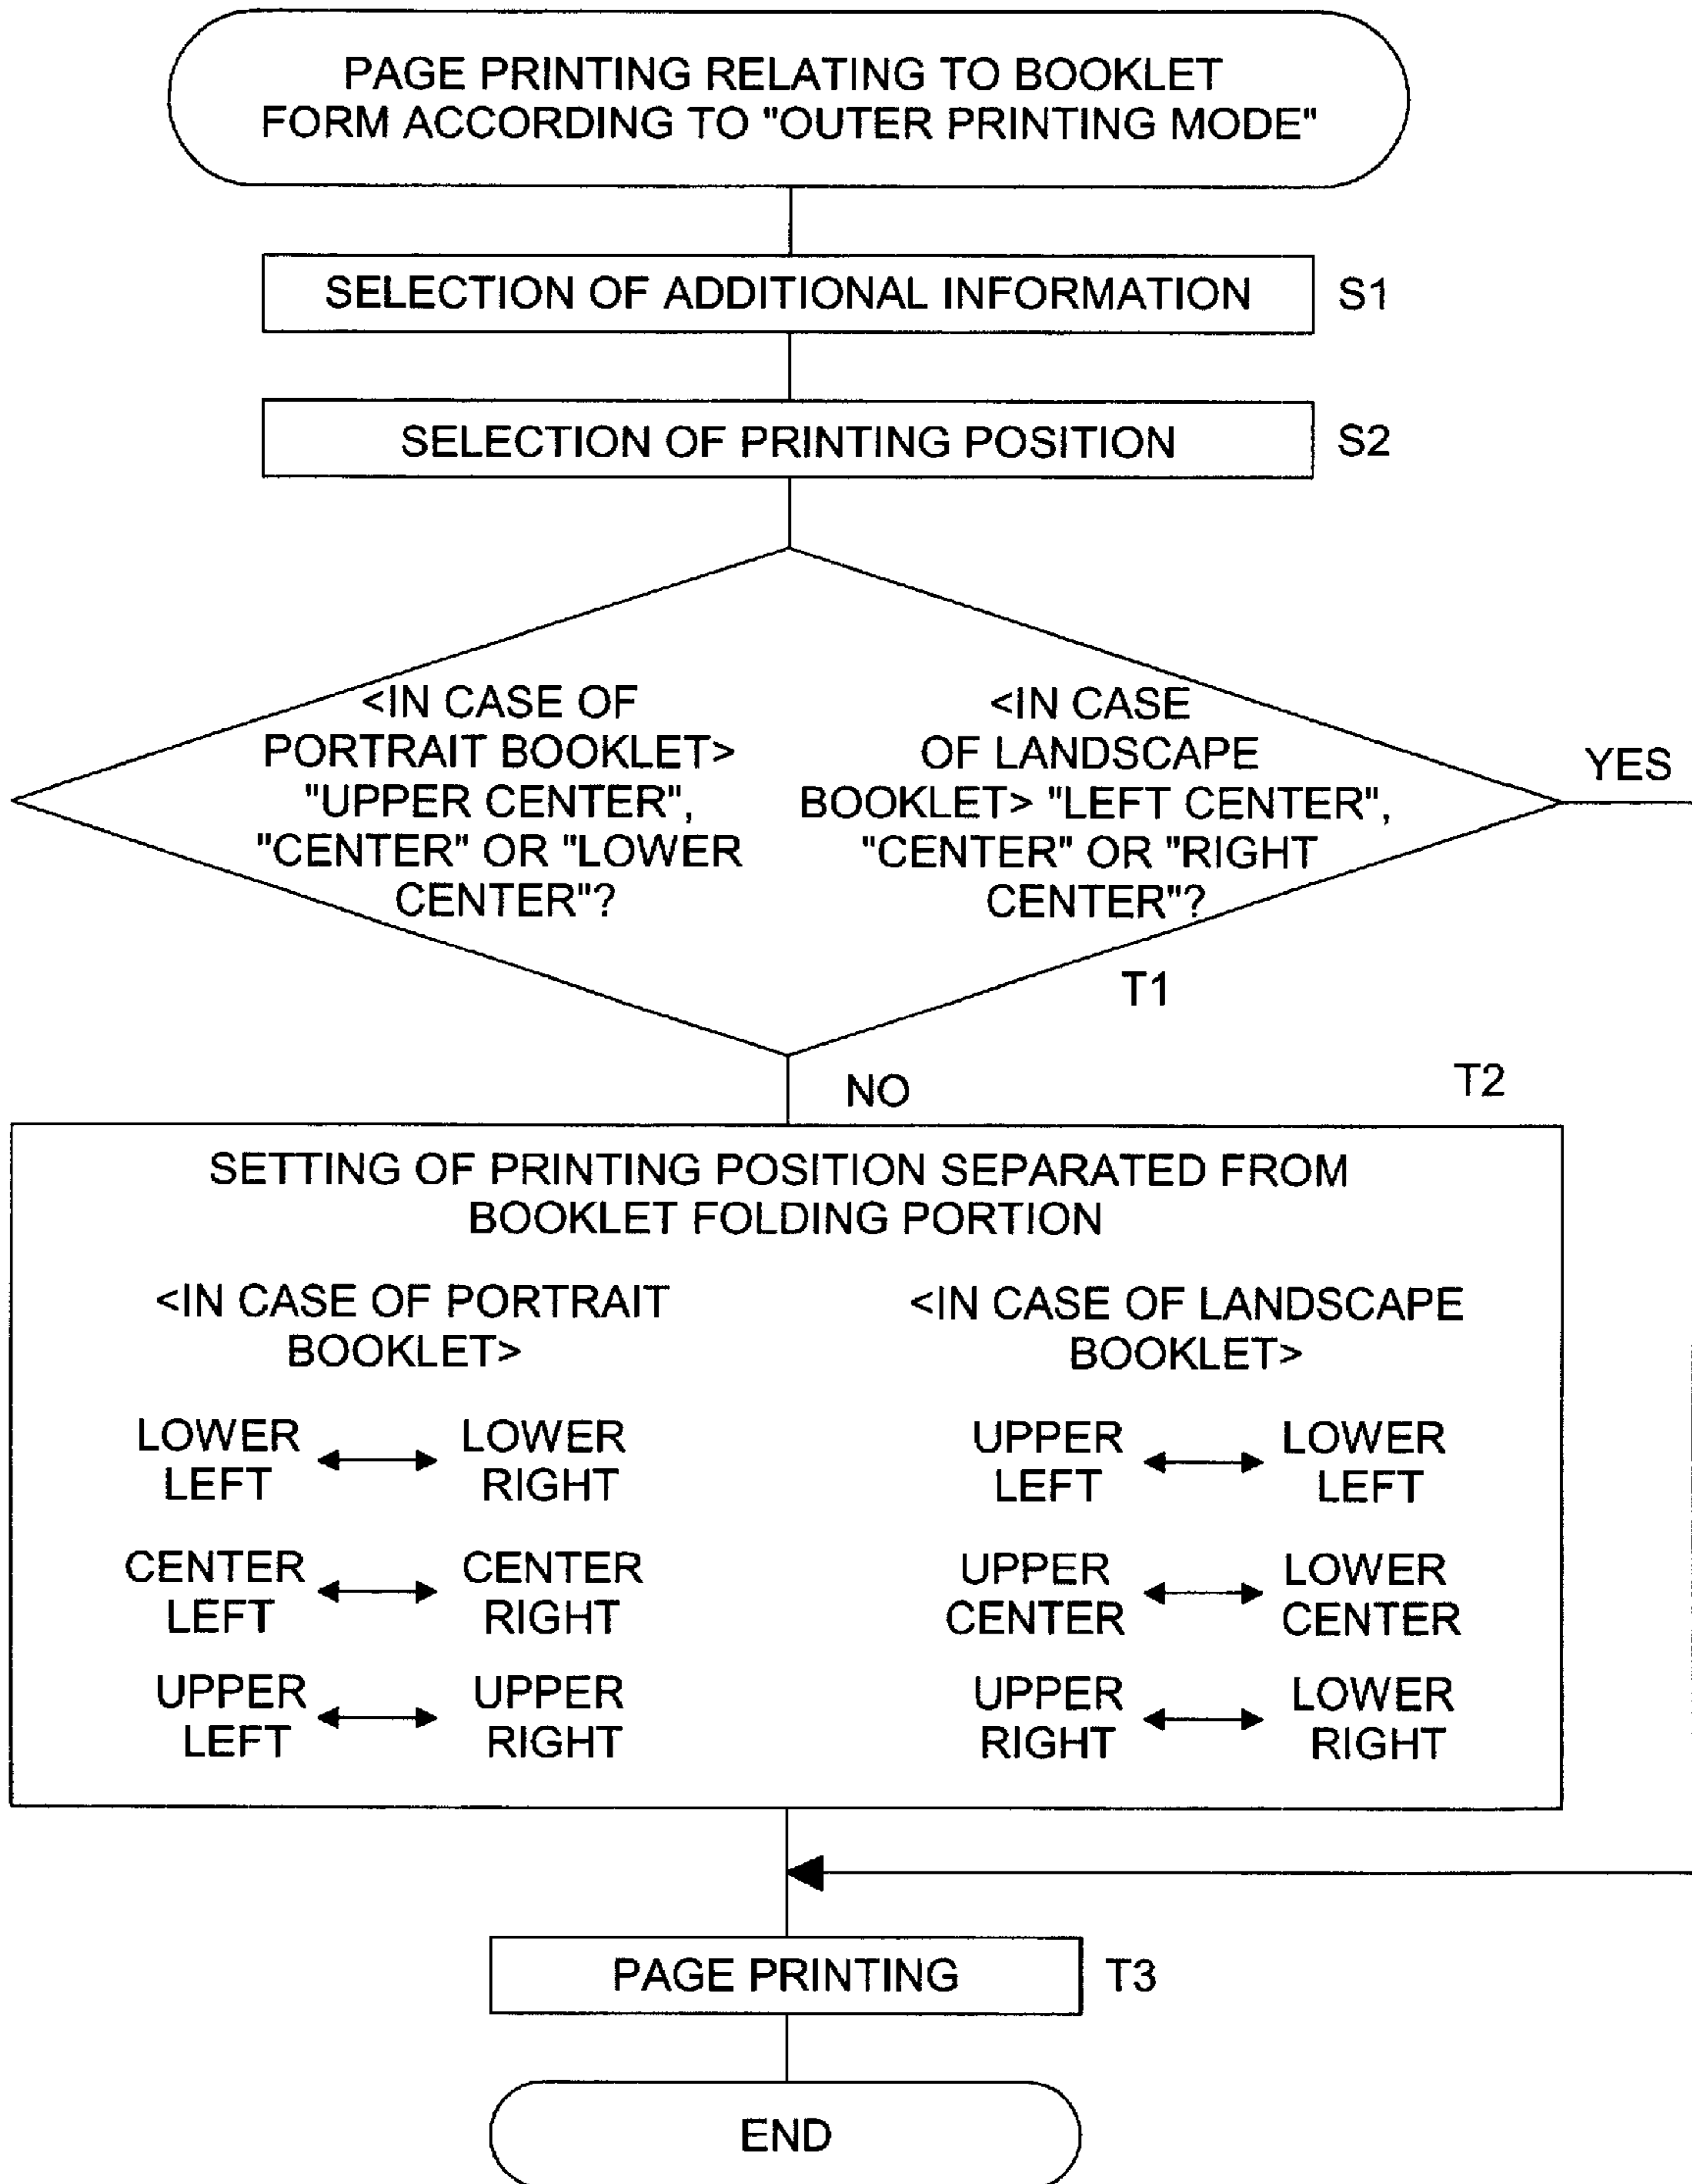 PAGE PRINTING RELATING TO BOOKLET
FORM ACCORDING TO "OUTER PRINTING MODE"
SELECTION OF ADDITIONAL INFORMATION
S1
SELECTION OF PRINTING POSITION
S2
<IN CASE OF
PORTRAIT BOOKLET>
"UPPER CENTER",
"CENTER" OR "LOWER
CENTER"?
<IN CASE
OF LANDSCAPE
BOOKLET> "LEFT CENTER",
"CENTER" OR "RIGHT
CENTER"?
YES
T1
NO
T2
SETTING OF PRINTING POSITION SEPARATED FROM
BOOKLET FOLDING PORTION
<IN CASE OF PORTRAIT
BOOKLET>
LOWER
LEFT
LOWER
RIGHT
CENTER
LEFT
CENTER
RIGHT
UPPER
LEFT
UPPER
RIGHT
<IN CASE OF LANDSCAPE
BOOKLET>
UPPER
LEFT
LOWER
LEFT
UPPER
CENTER
LOWER
CENTER
UPPER
RIGHT
LOWER
RIGHT
PAGE PRINTING
T3
END